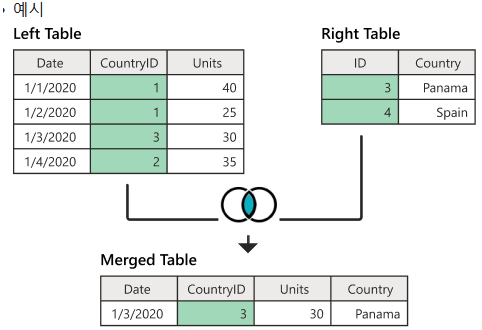 • 예시
Left Table
Date CountryID Units
1/1/2020 1 40
1/2/2020 1 25
1/3/2020 3 30
1/4/2020 2 35
Right Table
ID Country
3 Panama
4 Spain
Merged Table
Date CountryID Units Country
1/3/2020 3 30 Panama